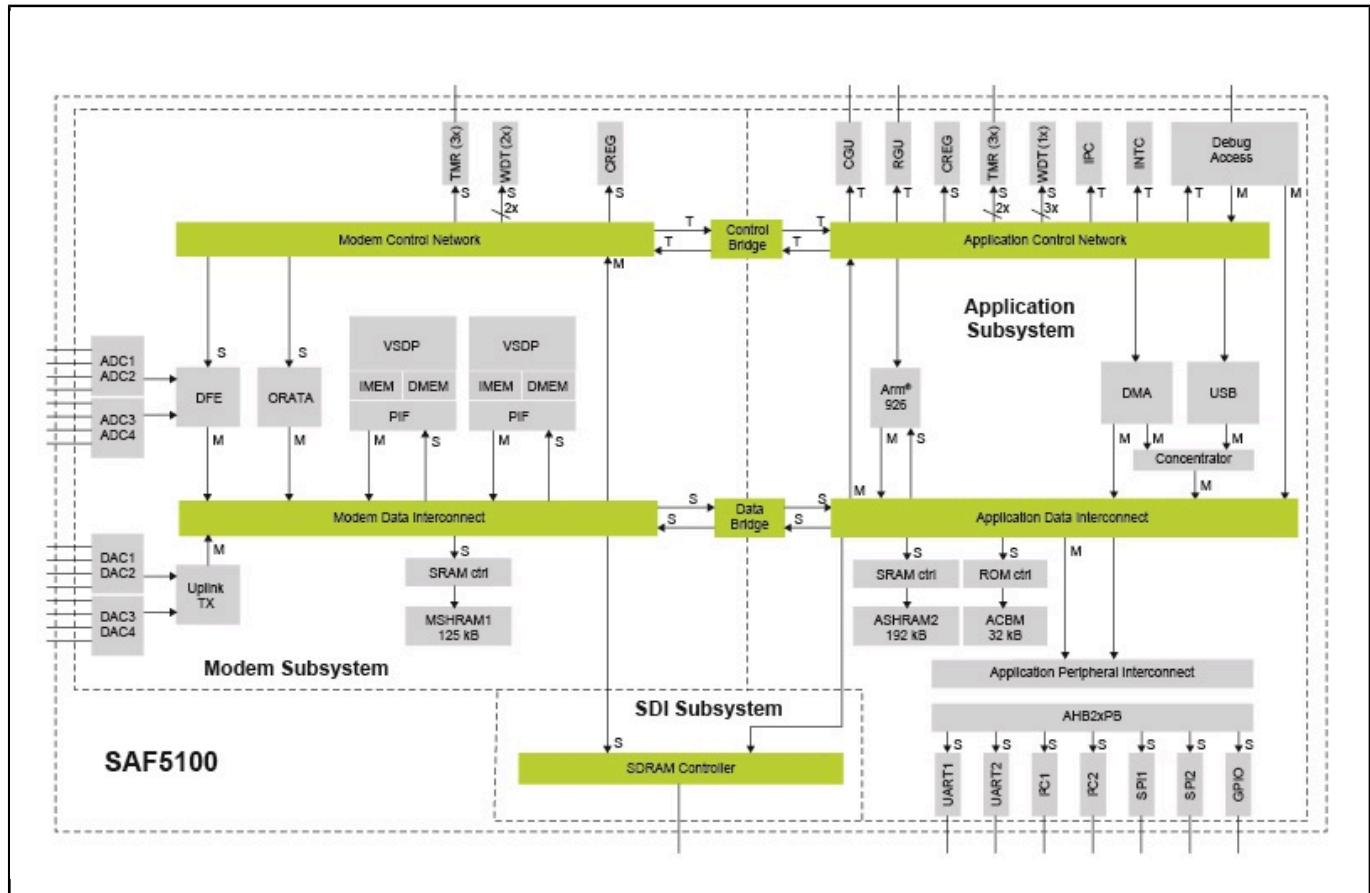 TMR (3x)
WDT (2x)
CREG
CGU
RGU
CREG
TMR (3x)
WDT (1x)
IPC
INTC
Debug
Access
S
S
2x
S
T
T
S
S
2x
S
3x
T
T
T
M
M
Modem Control Network
T
T
Control
Bridge
T
T
Application Control Network
M
Application
Subsystem
ADC1
ADC2
ADC3
ADC4
S
DFE
M
S
ORATA
M
VSDP
IMEM DMEM
PIF
M
S
VSDP
IMEM DMEM
PIF
M
S
Arm®
926
M
S
DMA
USB
M
M
M
Concentrator
M
M
Modem Data Interconnect
S
S
Data
Bridge
S
S
Application Data Interconnect
DAC1
DAC2
DAC3
DAC4
M
Uplink
TX
S
SRAM ctrl
MSHRAM1
125 kB
S
SRAM ctrl
ASHRAM2
192 kB
S
ROM ctrl
ACBM
32 kB
M
Modem Subsystem
Application Peripheral Interconnect
SDI Subsystem
AHB2xPB
SAF5100
S
SDRAM Controller
S
S
S
S
S
S
S
UART1
UART2
I²C1
I²C2
SPI1
SPI2
GPIO